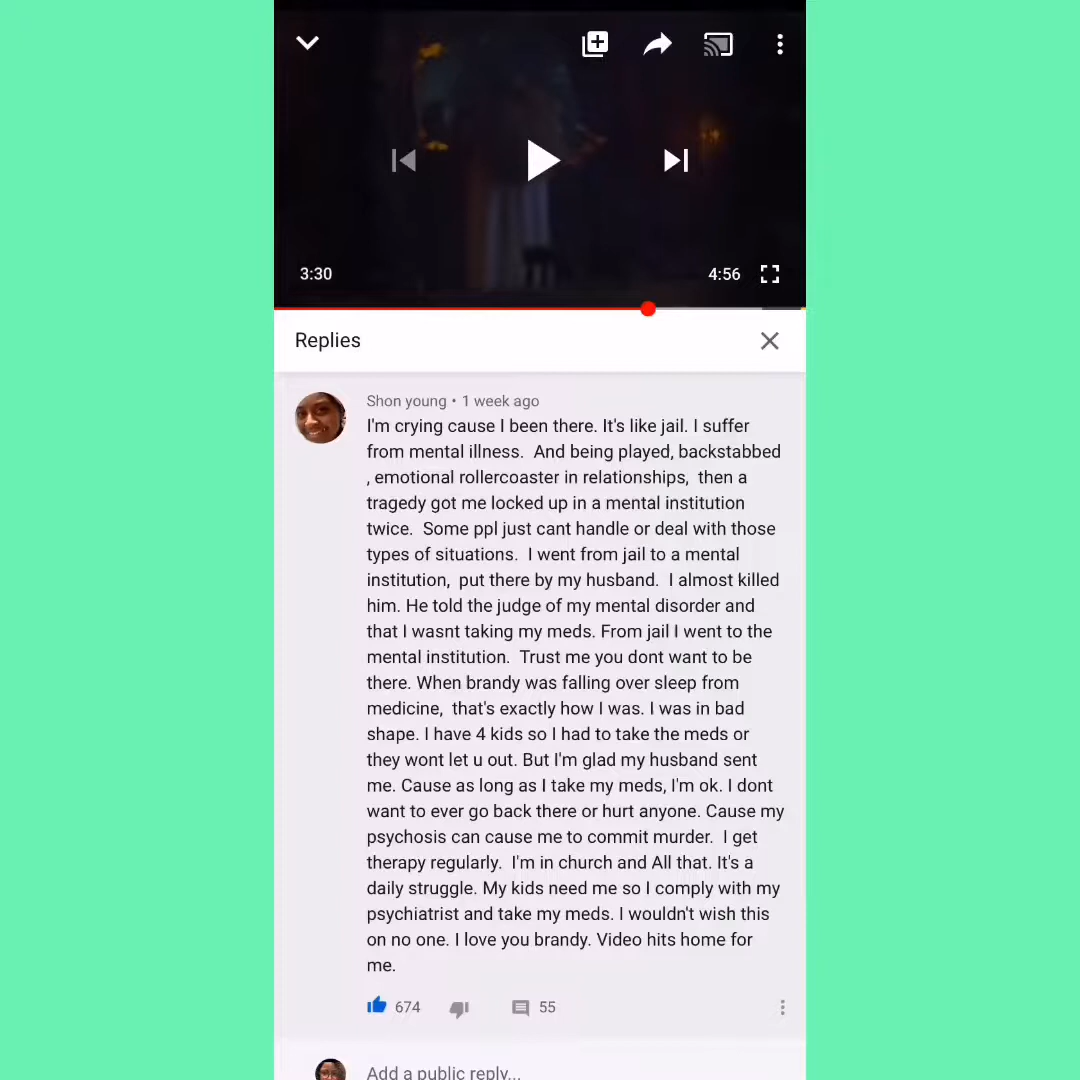 3:30
4:56
Replies
Shon young • 1 week ago
I'm crying cause I been there. It's like jail. I suffer
from mental illness.  And being played, backstabbed
, emotional rollercoaster in relationships,  then a
tragedy got me locked up in a mental institution
twice.  Some ppl just cant handle or deal with those
types of situations.  I went from jail to a mental
institution,  put there by my husband.  I almost killed
him. He told the judge of my mental disorder and
that I wasnt taking my meds. From jail I went to the
mental institution.  Trust me you dont want to be
there. When brandy was falling over sleep from
medicine,  that's exactly how I was. I was in bad
shape. I have 4 kids so I had to take the meds or
they wont let u out. But I'm glad my husband sent
me. Cause as long as I take my meds, I'm ok. I dont
want to ever go back there or hurt anyone. Cause my
psychosis can cause me to commit murder.  I get
therapy regularly.  I'm in church and All that. It's a
daily struggle. My kids need me so I comply with my
psychiatrist and take my meds. I wouldn't wish this
on no one. I love you brandy. Video hits home for
me.
674
55
Add a public reply...